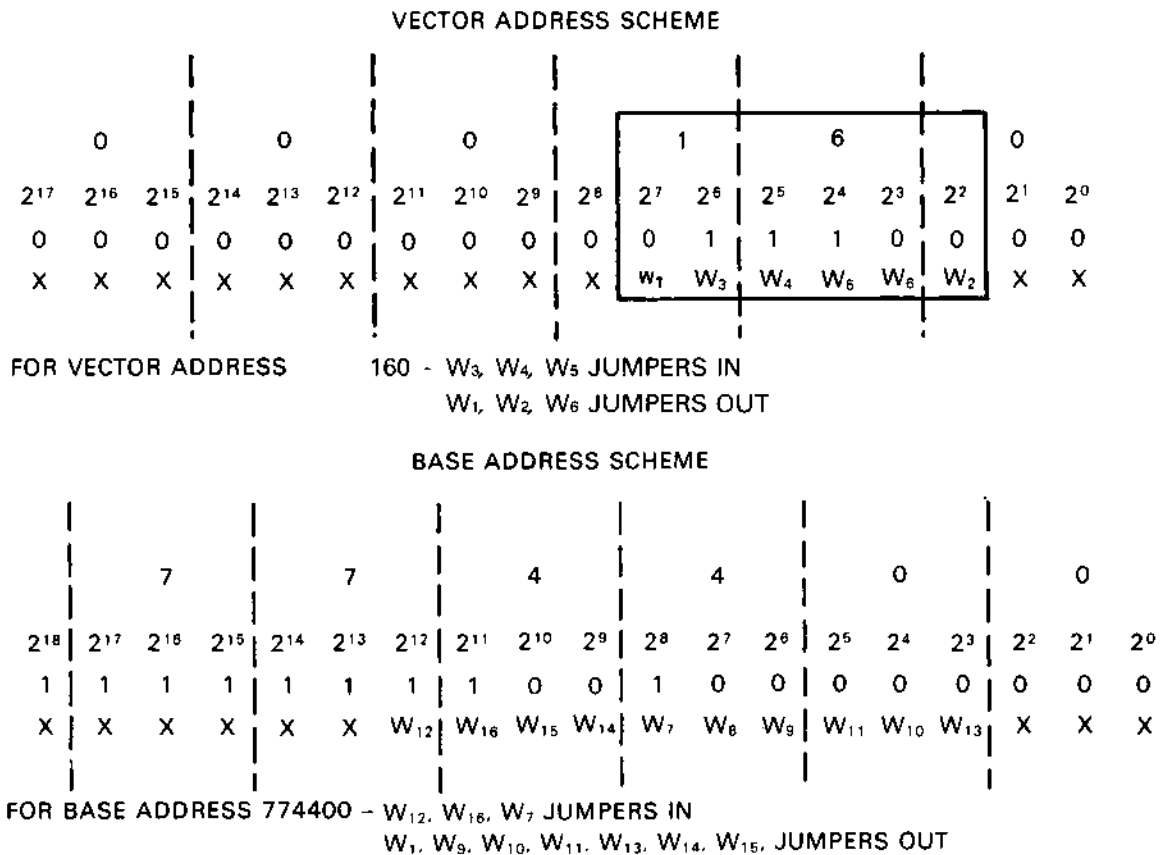 VECTOR ADDRESS SCHEME
0 0 0 1 6 0
2¹⁷ 2¹⁶ 2¹⁵ 2¹⁴ 2¹³ 2¹² 2¹¹ 2¹⁰ 2⁹ 2⁸ 2⁷ 2⁶ 2⁵ 2⁴ 2³ 2² 2¹ 2⁰
0 0 0 0 0 0 0 0 0 0 0 1 1 1 0 0 0 0
X X X X X X X X X X W₁ W₃ W₄ W₅ W₆ W₂ X X
FOR VECTOR ADDRESS 160 - W₃, W₄, W₅ JUMPERS IN
W₁, W₂, W₆ JUMPERS OUT
BASE ADDRESS SCHEME
7 7 4 4 0 0
2¹⁸ 2¹⁷ 2¹⁶ 2¹⁵ 2¹⁴ 2¹³ 2¹² 2¹¹ 2¹⁰ 2⁹ 2⁸ 2⁷ 2⁶ 2⁵ 2⁴ 2³ 2² 2¹ 2⁰
1 1 1 1 1 1 1 1 0 0 1 0 0 0 0 0 0 0 0
X X X X X X W₁₂ W₁₆ W₁₅ W₁₄ W₇ W₈ W₉ W₁₁ W₁₀ W₁₃ X X X
FOR BASE ADDRESS 774400 – W₁₂, W₁₆, W₇ JUMPERS IN
W₁, W₉, W₁₀, W₁₁, W₁₃, W₁₄, W₁₅, JUMPERS OUT